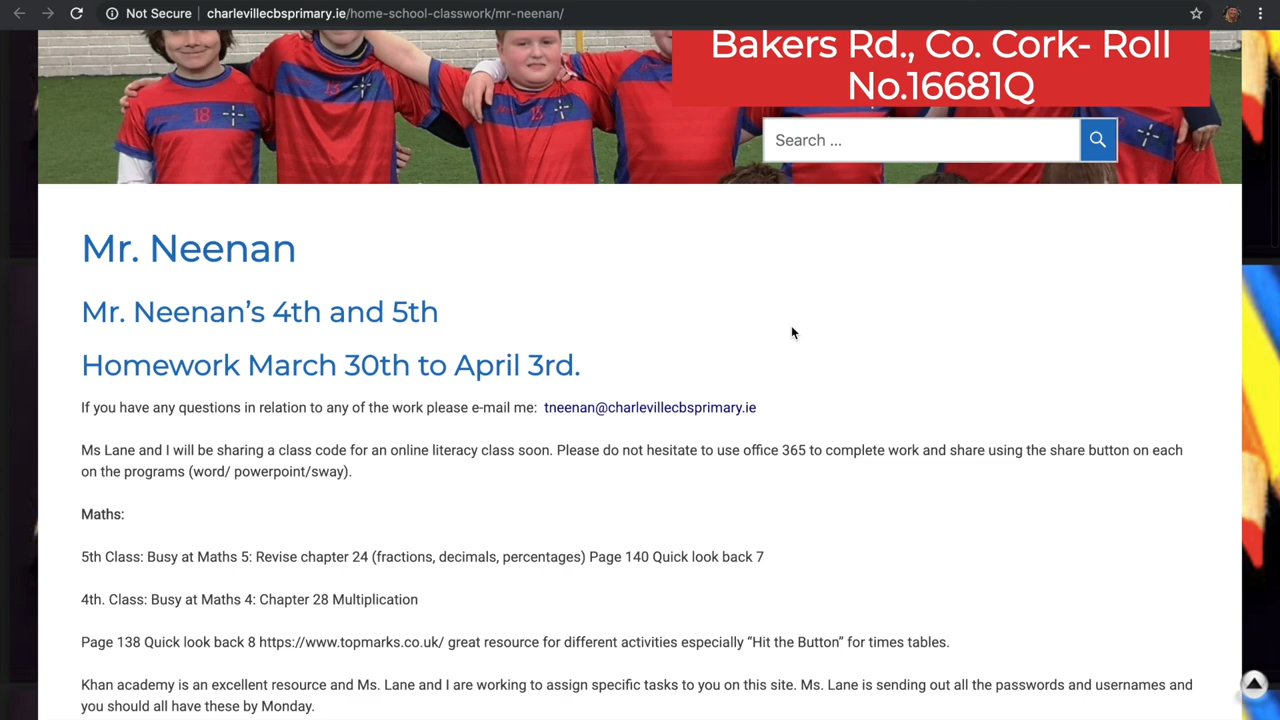 Not Secure | charlevillecbsprimary.ie/home-school-classwork/mr-neenan/
Bakers Rd., Co. Cork- Roll
No.16681Q
18
13
15
Search ...
Mr. Neenan
Mr. Neenan’s 4th and 5th
Homework March 30th to April 3rd.
If you have any questions in relation to any of the work please e-mail me: tneenan@charlevillecbsprimary.ie
Ms Lane and I will be sharing a class code for an online literacy class soon. Please do not hesitate to use office 365 to complete work and share using the share button on each
on the programs (word/ powerpoint/sway).
Maths:
5th Class: Busy at Maths 5: Revise chapter 24 (fractions, decimals, percentages) Page 140 Quick look back 7
4th. Class: Busy at Maths 4: Chapter 28 Multiplication
Page 138 Quick look back 8 https://www.topmarks.co.uk/ great resource for different activities especially “Hit the Button” for times tables.
Khan academy is an excellent resource and Ms. Lane and I are working to assign specific tasks to you on this site. Ms. Lane is sending out all the passwords and usernames and
you should all have these by Monday.